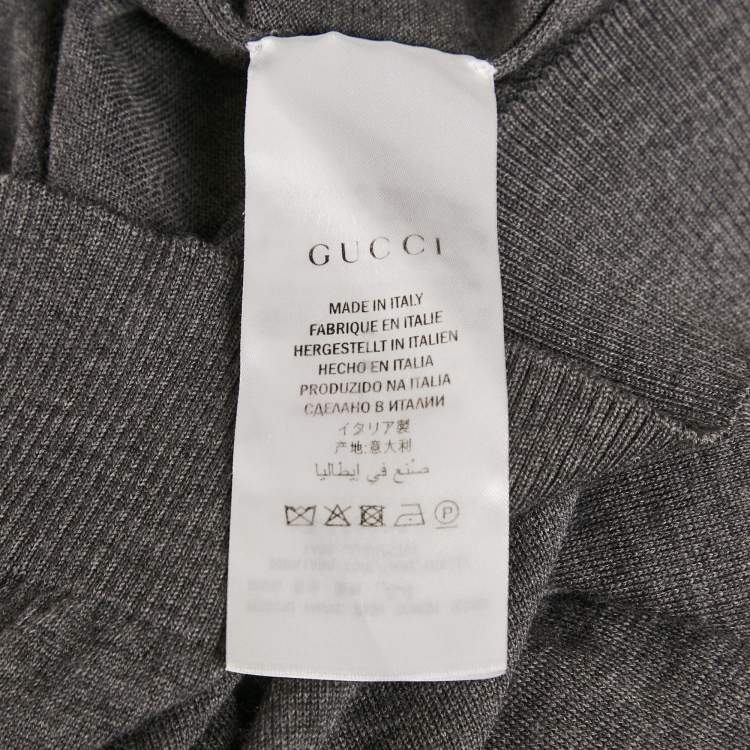 GUCCI
MADE IN ITALY
FABRIQUE EN ITALIE
HERGESTELLT IN ITALIEN
HECHO EN ITALIA
PRODUZIDO NA ITALIA
СДЕЛАНО В ИТАЛИИ
イタリア製
产地:意大利
صنع في إيطاليا
P